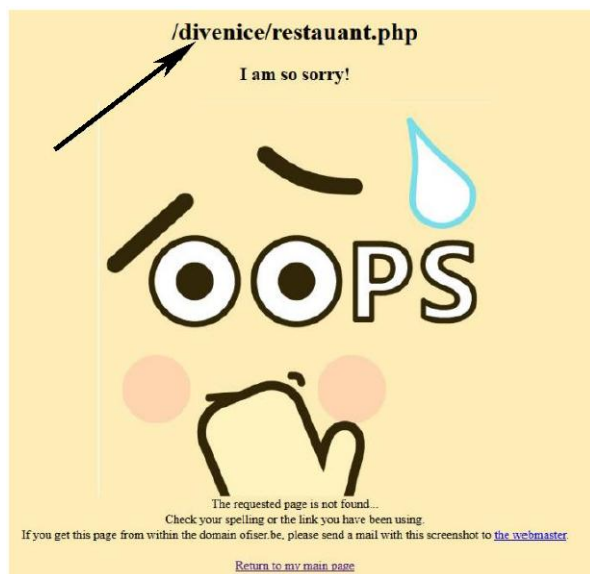 /divenice/restauant.php
I am so sorry!
OOPS
The requested page is not found...
Check your spelling or the link you have been using.
If you get this page from within the domain ofiser.be, please send a mail with this screenshot to the webmaster.
Return to my main page